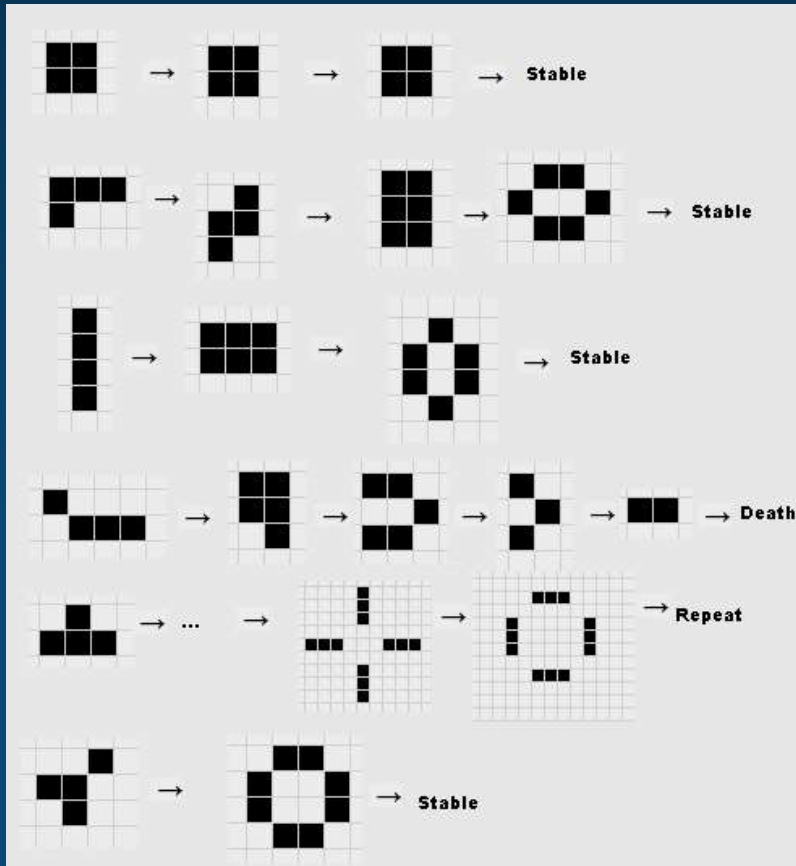 → → → Stable
→ → → → Stable
→ → → Stable
→ → → → → Death
→ ... → → → Repeat
→ → Stable